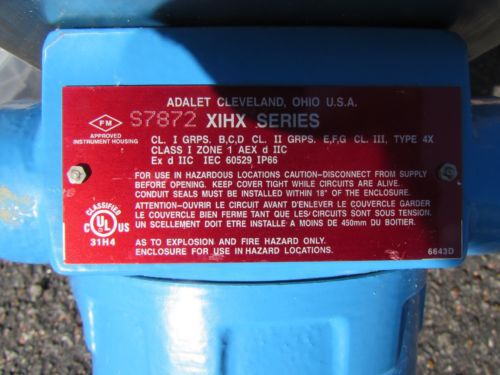 ADALET CLEVELAND, OHIO U.S.A.
FM
APPROVED
INSTRUMENT HOUSING
S7872 XIHX SERIES
CL. I GRPS. B,C,D CL. II GRPS. E,F,G CL. III, TYPE 4X
CLASS I ZONE 1 AEX d IIC
Ex d IIC IEC 60529 IP66
FOR USE IN HAZARDOUS LOCATIONS CAUTION-DISCONNECT FROM SUPPLY
BEFORE OPENING. KEEP COVER TIGHT WHILE CIRCUITS ARE ALIVE.
CONDUIT SEALS MUST BE INSTALLED WITHIN 18" OF THE ENCLOSURE.
ATTENTION-OUVRIR LE CIRCUIT AVANT D'ENLEVER LE COUVERCLE GARDER
LE COUVERCLE BIEN FERME TANT QUE LES/CIRCUITS SONT SOUS TENSION.
UN SCELLEMENT DOIT ETRE INSTALLE A MOINS DE 450mm DU BOITIER.
CLASSIFIED
C UL US
31H4
AS TO EXPLOSION AND FIRE HAZARD ONLY.
ENCLOSURE FOR USE IN HAZARD LOCATIONS.
6643D